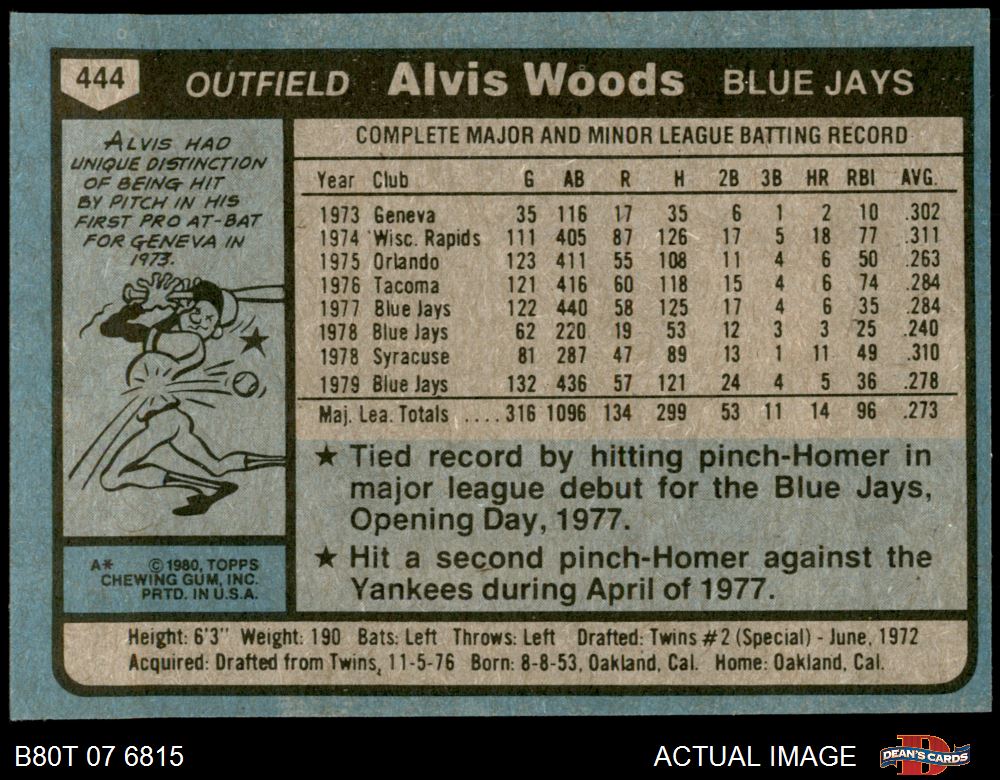 444 OUTFIELD Alvis Woods BLUE JAYS
ALVIS HAD
UNIQUE DISTINCTION
OF BEING HIT
BY PITCH IN HIS
FIRST PRO AT-BAT
FOR GENEVA IN
1973.
COMPLETE MAJOR AND MINOR LEAGUE BATTING RECORD
Year Club G AB R H 2B 3B HR RBI AVG.
1973 Geneva 35 116 17 35 6 1 2 10 .302
1974 Wisc. Rapids 111 405 87 126 17 5 18 77 .311
1975 Orlando 123 411 55 108 11 4 6 50 .263
1976 Tacoma 121 416 60 118 15 4 6 74 .284
1977 Blue Jays 122 440 58 125 17 4 6 35 .284
1978 Blue Jays 62 220 19 53 12 3 3 25 .240
1978 Syracuse 81 287 47 89 13 1 11 49 .310
1979 Blue Jays 132 436 57 121 24 4 5 36 .278
Maj. Lea. Totals .... 316 1096 134 299 53 11 14 96 .273
★ Tied record by hitting pinch-Homer in
major league debut for the Blue Jays,
Opening Day, 1977.
★ Hit a second pinch-Homer against the
Yankees during April of 1977.
A* © 1980, TOPPS
CHEWING GUM, INC.
PRTD. IN U.S.A.
Height: 6'3" Weight: 190 Bats: Left Throws: Left Drafted: Twins #2 (Special) - June, 1972
Acquired: Drafted from Twins, 11-5-76 Born: 8-8-53, Oakland, Cal. Home: Oakland, Cal.
B80T 07 6815 ACTUAL IMAGE DEAN'S CARDS